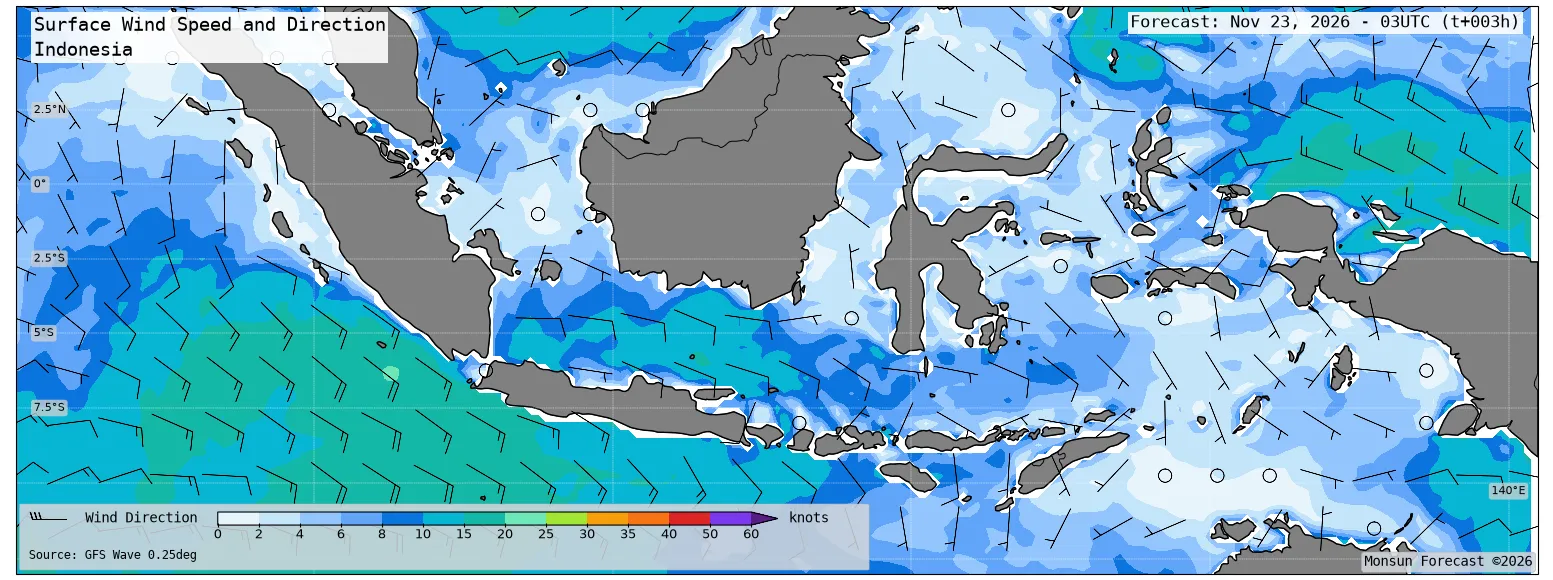 Surface Wind Speed and Direction
Indonesia
Forecast: Nov 23, 2026 - 03UTC (t+003h)
2.5°N
0°
2.5°S
5°S
7.5°S
140°E
Wind Direction
0 2 4 6 8 10 15 20 25 30 35 40 50 60
knots
Source: GFS Wave 0.25deg
Monsun Forecast ©2026